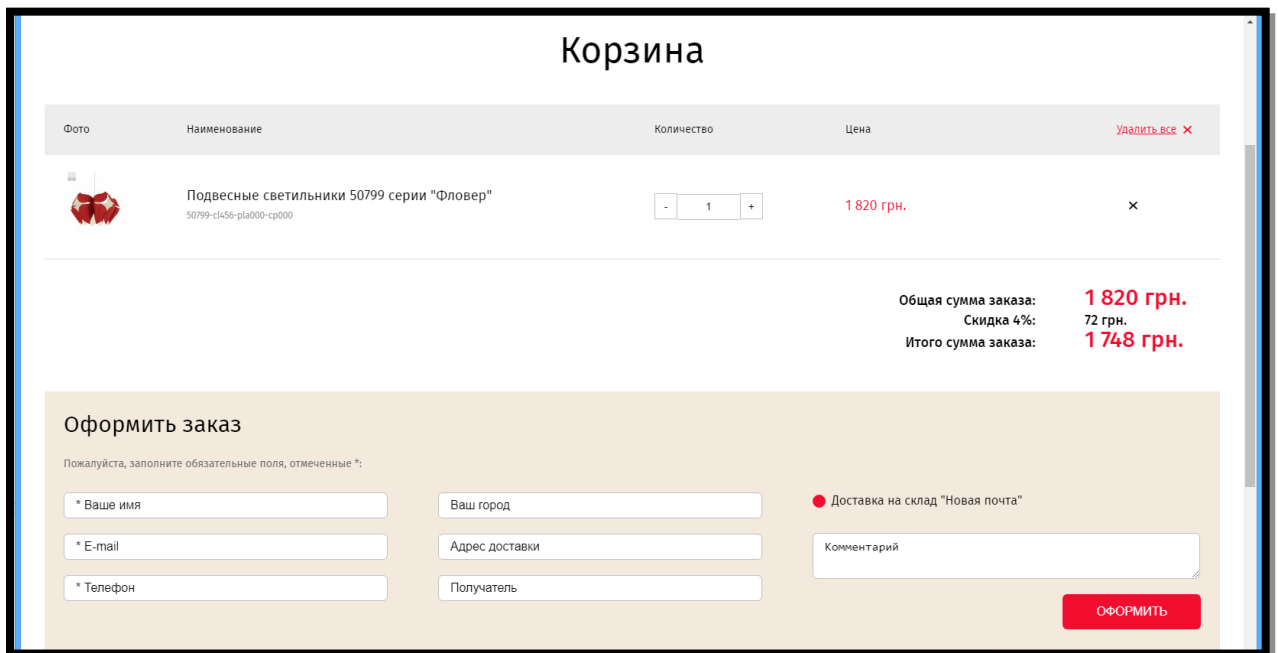 Корзина
Фото Наименование Количество Цена Удалить все ✕
Подвесные светильники 50799 серии "Фловер"
50799-cl456-pla000-cp000
- 1 + 1 820 грн. ✕
Общая сумма заказа: 1 820 грн.
Скидка 4%: 72 грн.
Итого сумма заказа: 1 748 грн.
Оформить заказ
Пожалуйста, заполните обязательные поля, отмеченные *:
* Ваше имя Ваш город Доставка на склад "Новая почта"
* E-mail Адрес доставки Комментарий
* Телефон Получатель
ОФОРМИТЬ